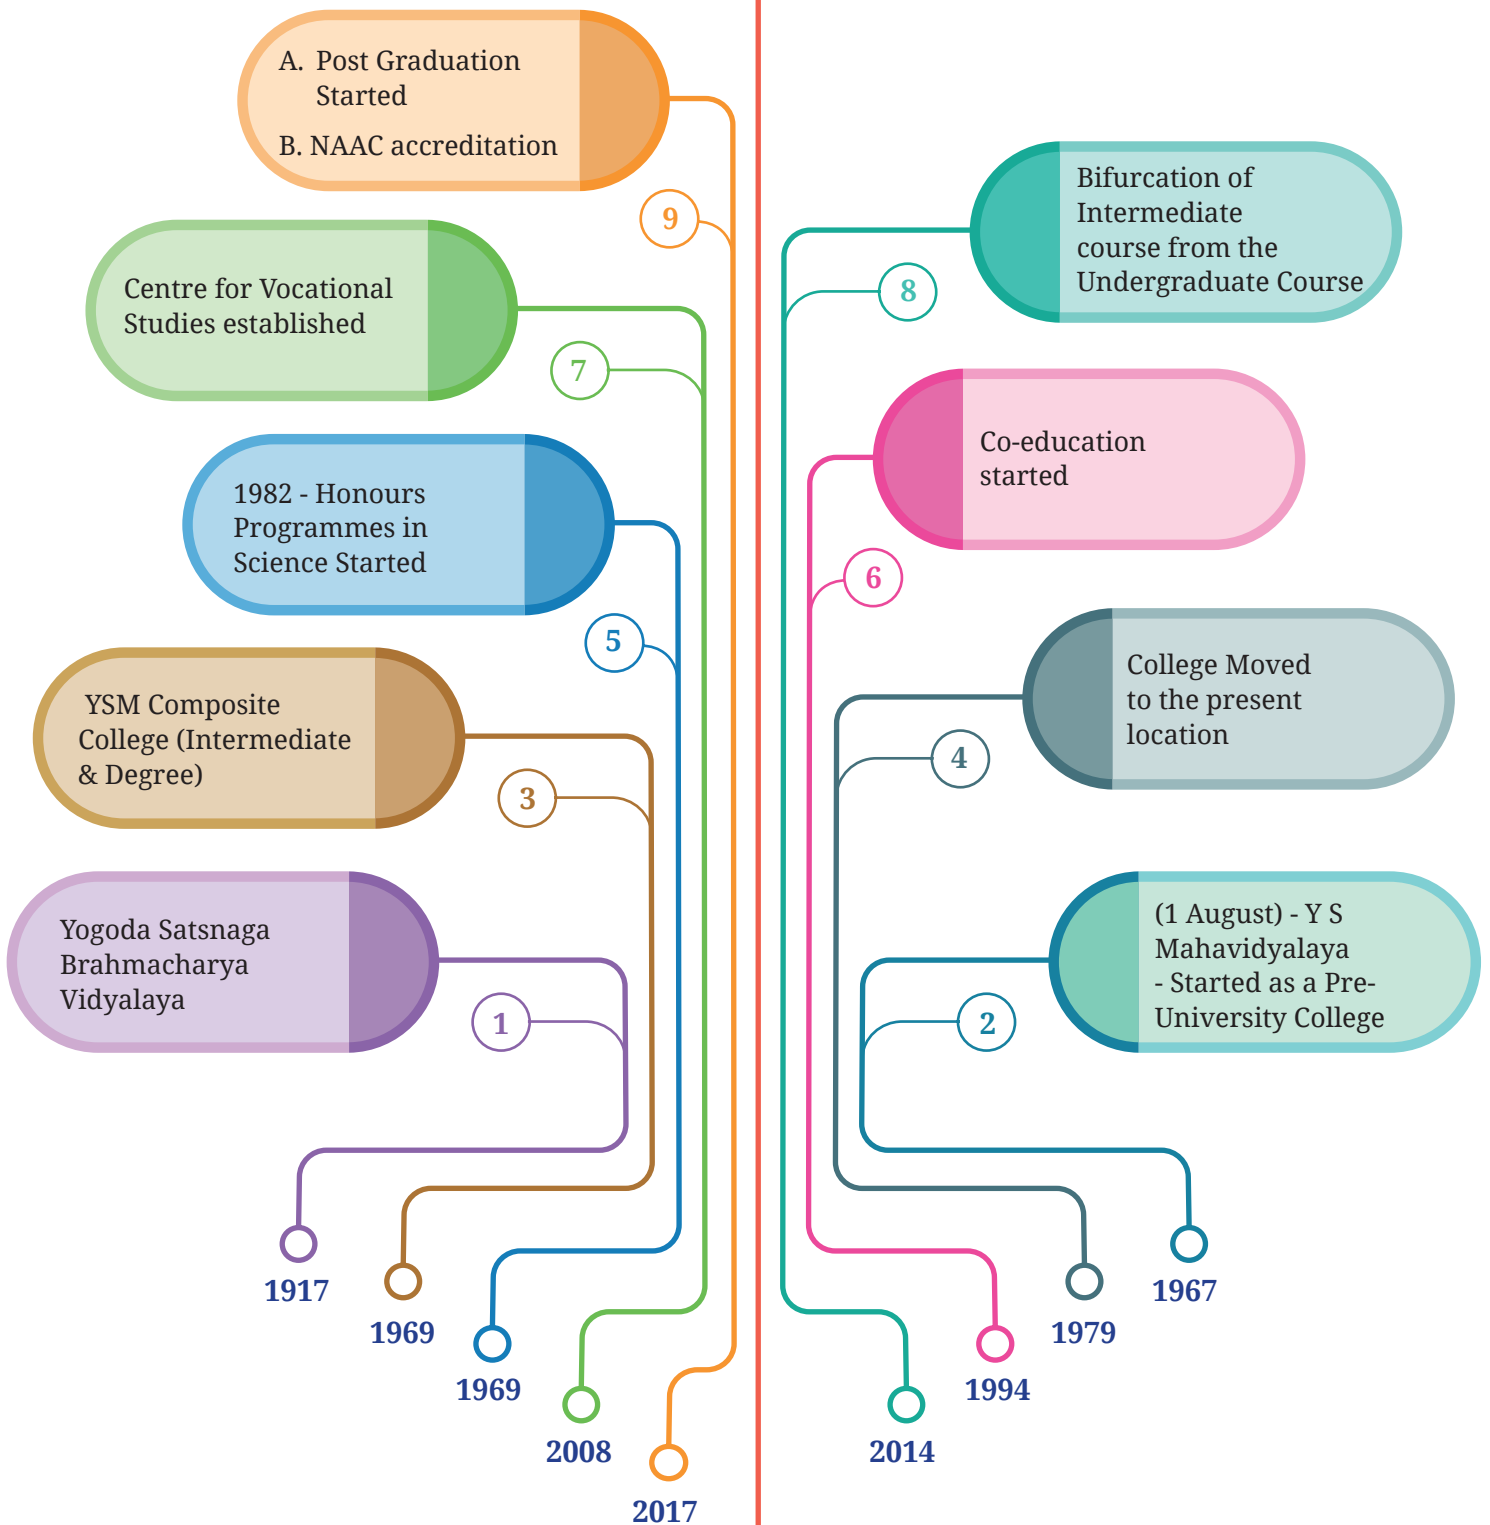 A. Post Graduation
Started
B. NAAC accreditation
9
Centre for Vocational
Studies established
7
1982 - Honours
Programmes in
Science Started
5
YSM Composite
College (Intermediate
& Degree)
3
Yogoda Satsnaga
Brahmacharya
Vidyalaya
1
1917
1969
1969
2008
2017
Bifurcation of
Intermediate
course from the
Undergraduate Course
8
Co-education
started
6
College Moved
to the present
location
4
(1 August) - Y S
Mahavidyalaya
- Started as a Pre-
University College
2
1967
1979
1994
2014